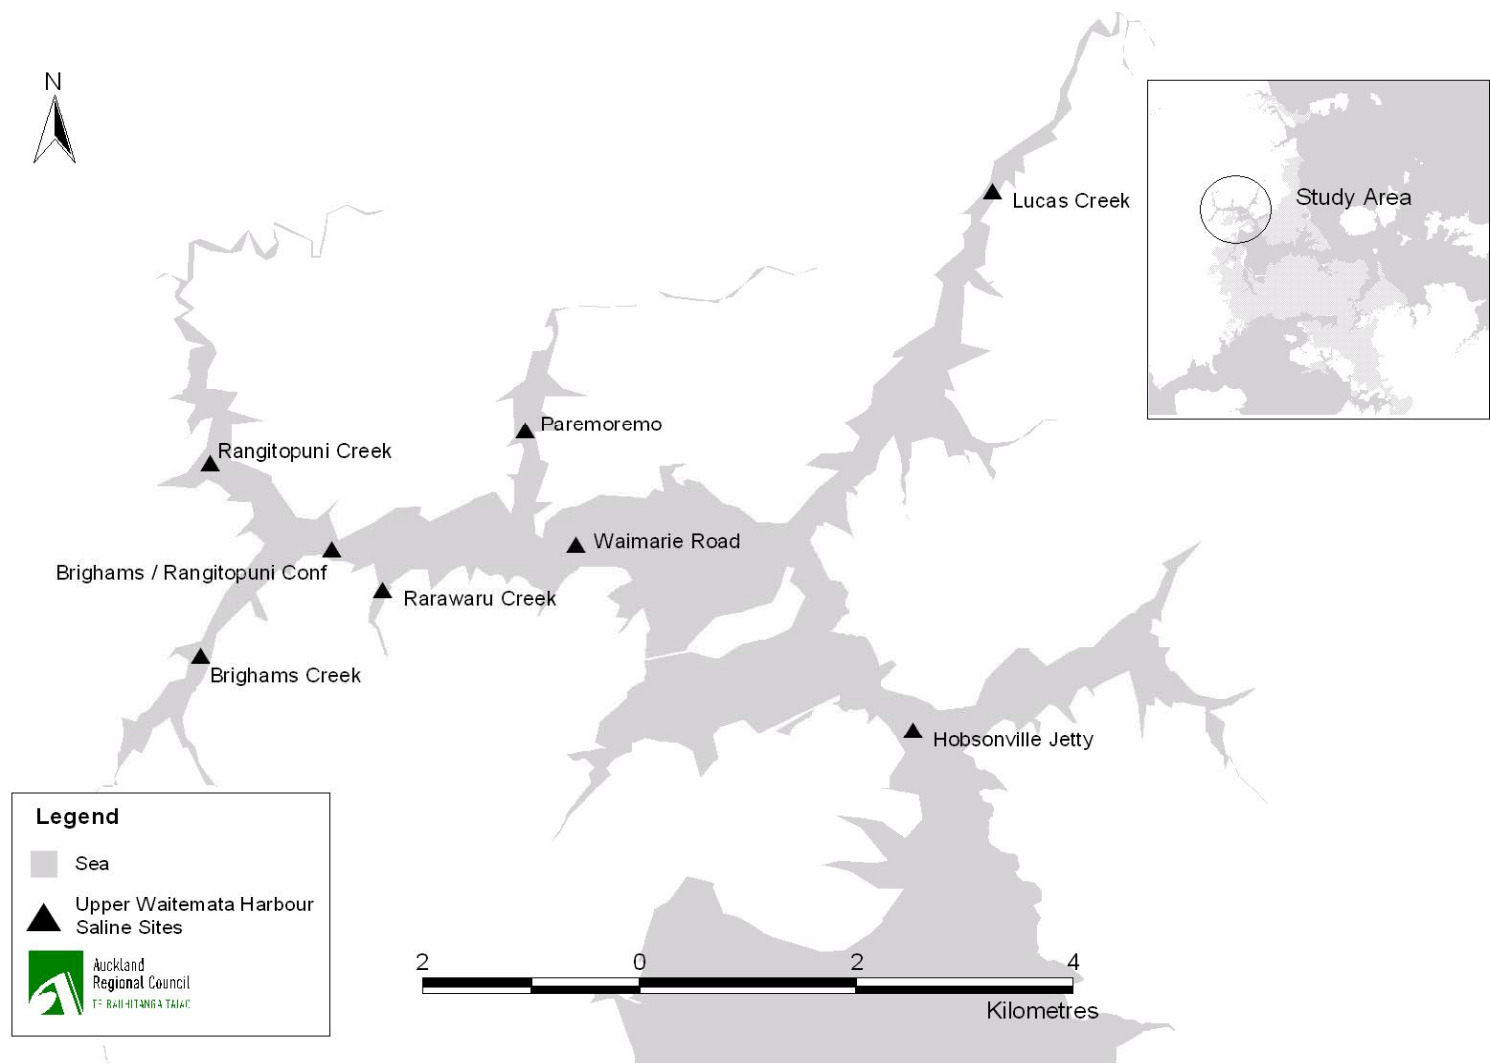 N
Study Area
Lucas Creek
Paremoremo
Rangitopuni Creek
Waimarie Road
Brighams / Rangitopuni Conf
Rarawaru Creek
Brighams Creek
Hobsonville Jetty
Legend
Sea
Upper Waitemata Harbour
Saline Sites
Auckland
Regional Council
2 0 2 4
Kilometres